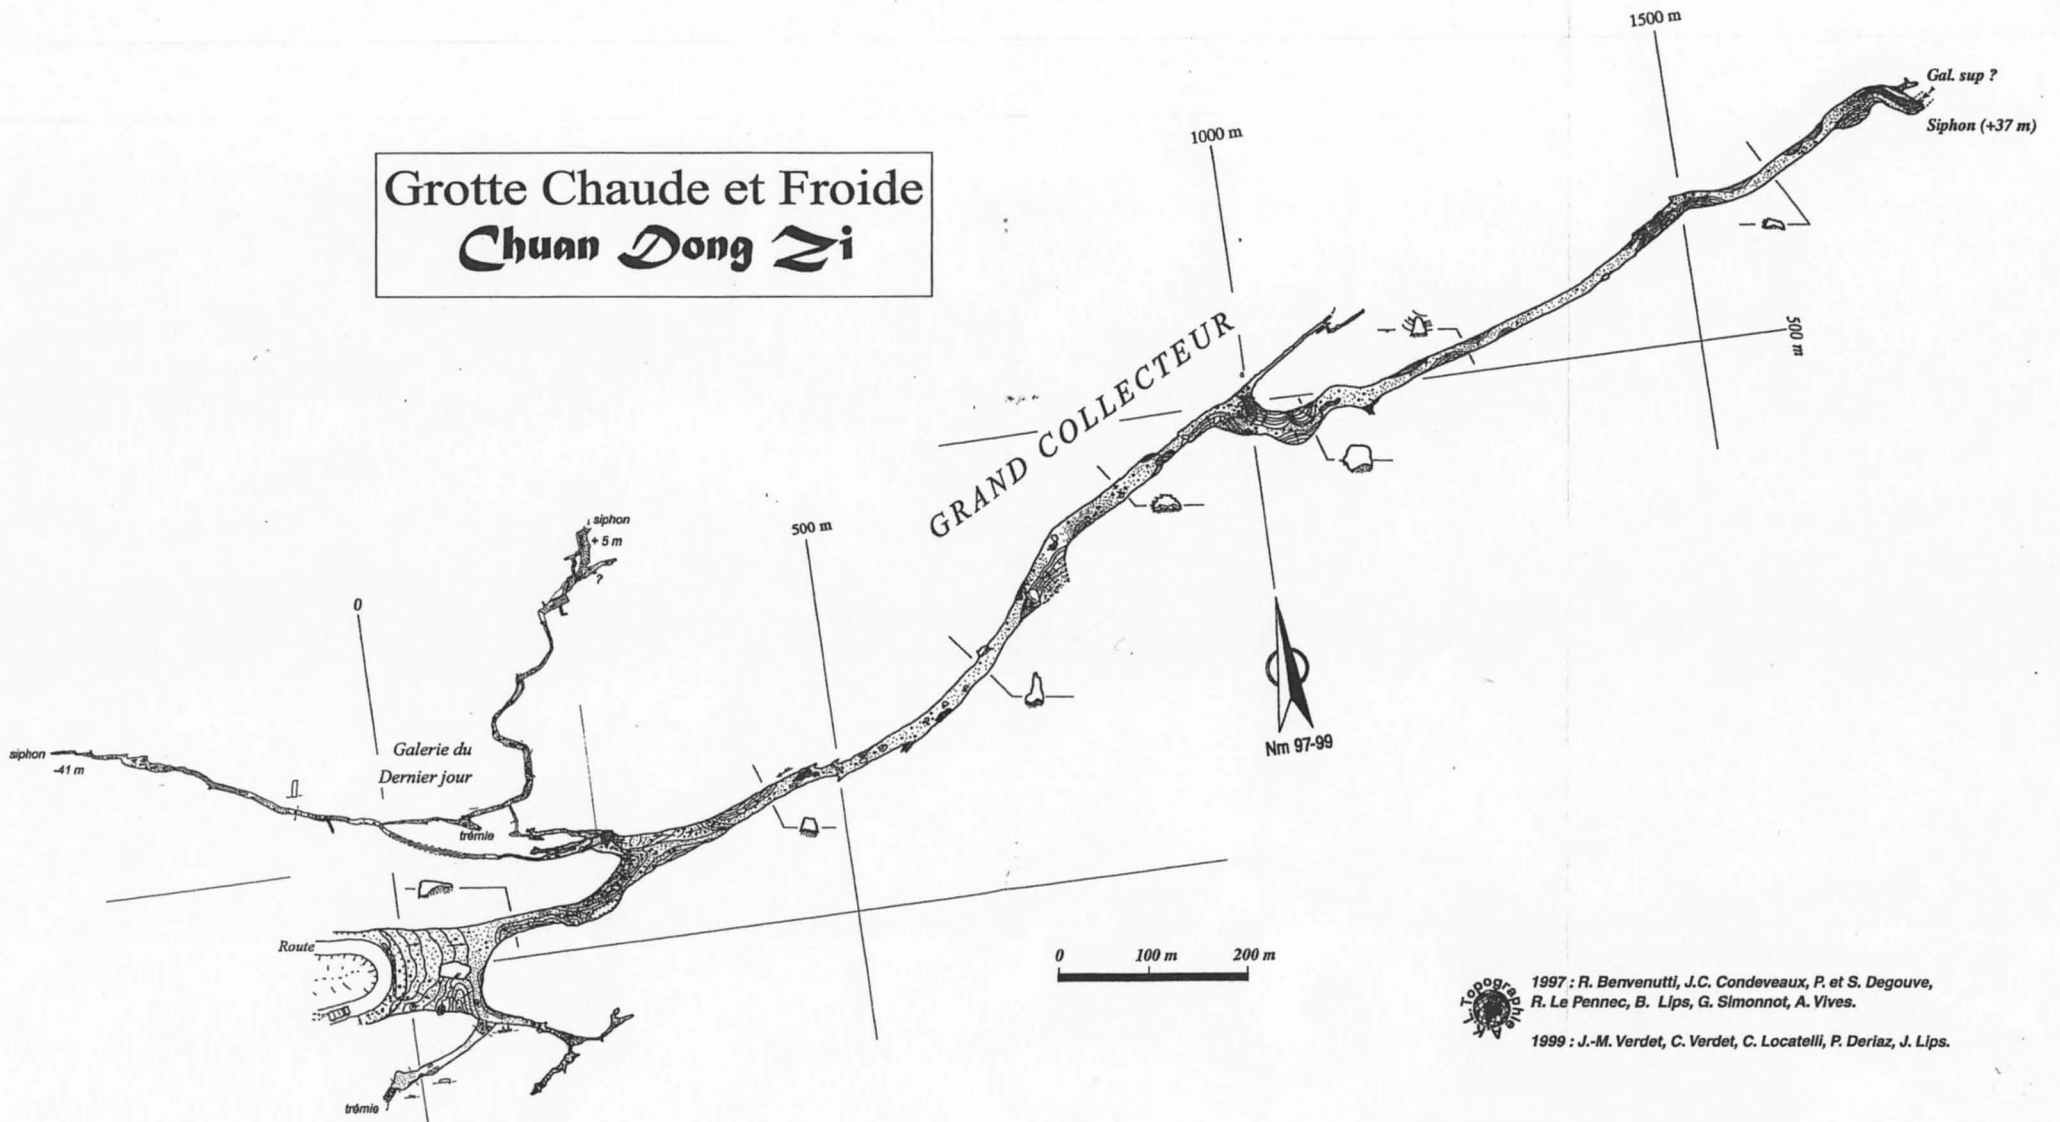 1500 m
Gal. sup ?
Siphon (+37 m)
1000 m
Grotte Chaude et Froide
Chuan Dong Zi
500 m
GRAND COLLECTEUR
siphon
+ 5 m
?
500 m
0
Nm 97-99
siphon
-41 m
Galerie du
Dernier jour
trémie
Route
0 100 m 200 m
Topographie
1997 : R. Benvenutti, J.C. Condeveaux, P. et S. Degouve,
R. Le Pennec, B. Lips, G. Simonnot, A. Vives.
1999 : J.-M. Verdet, C. Verdet, C. Locatelli, P. Deriaz, J. Lips.
trémie